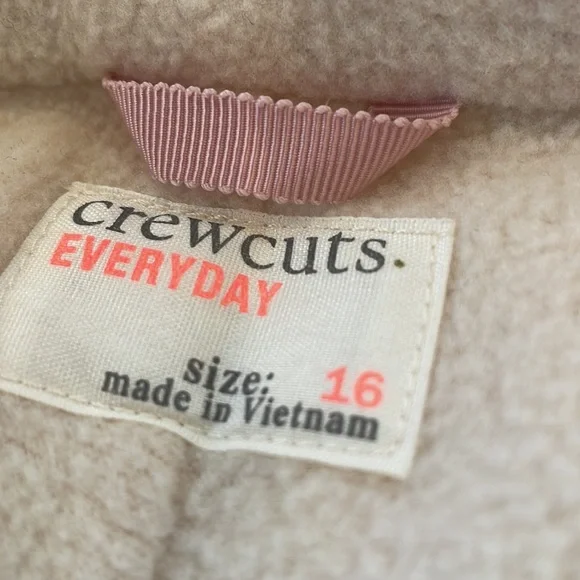 crewcuts.
EVERYDAY
size: 16
made in Vietnam